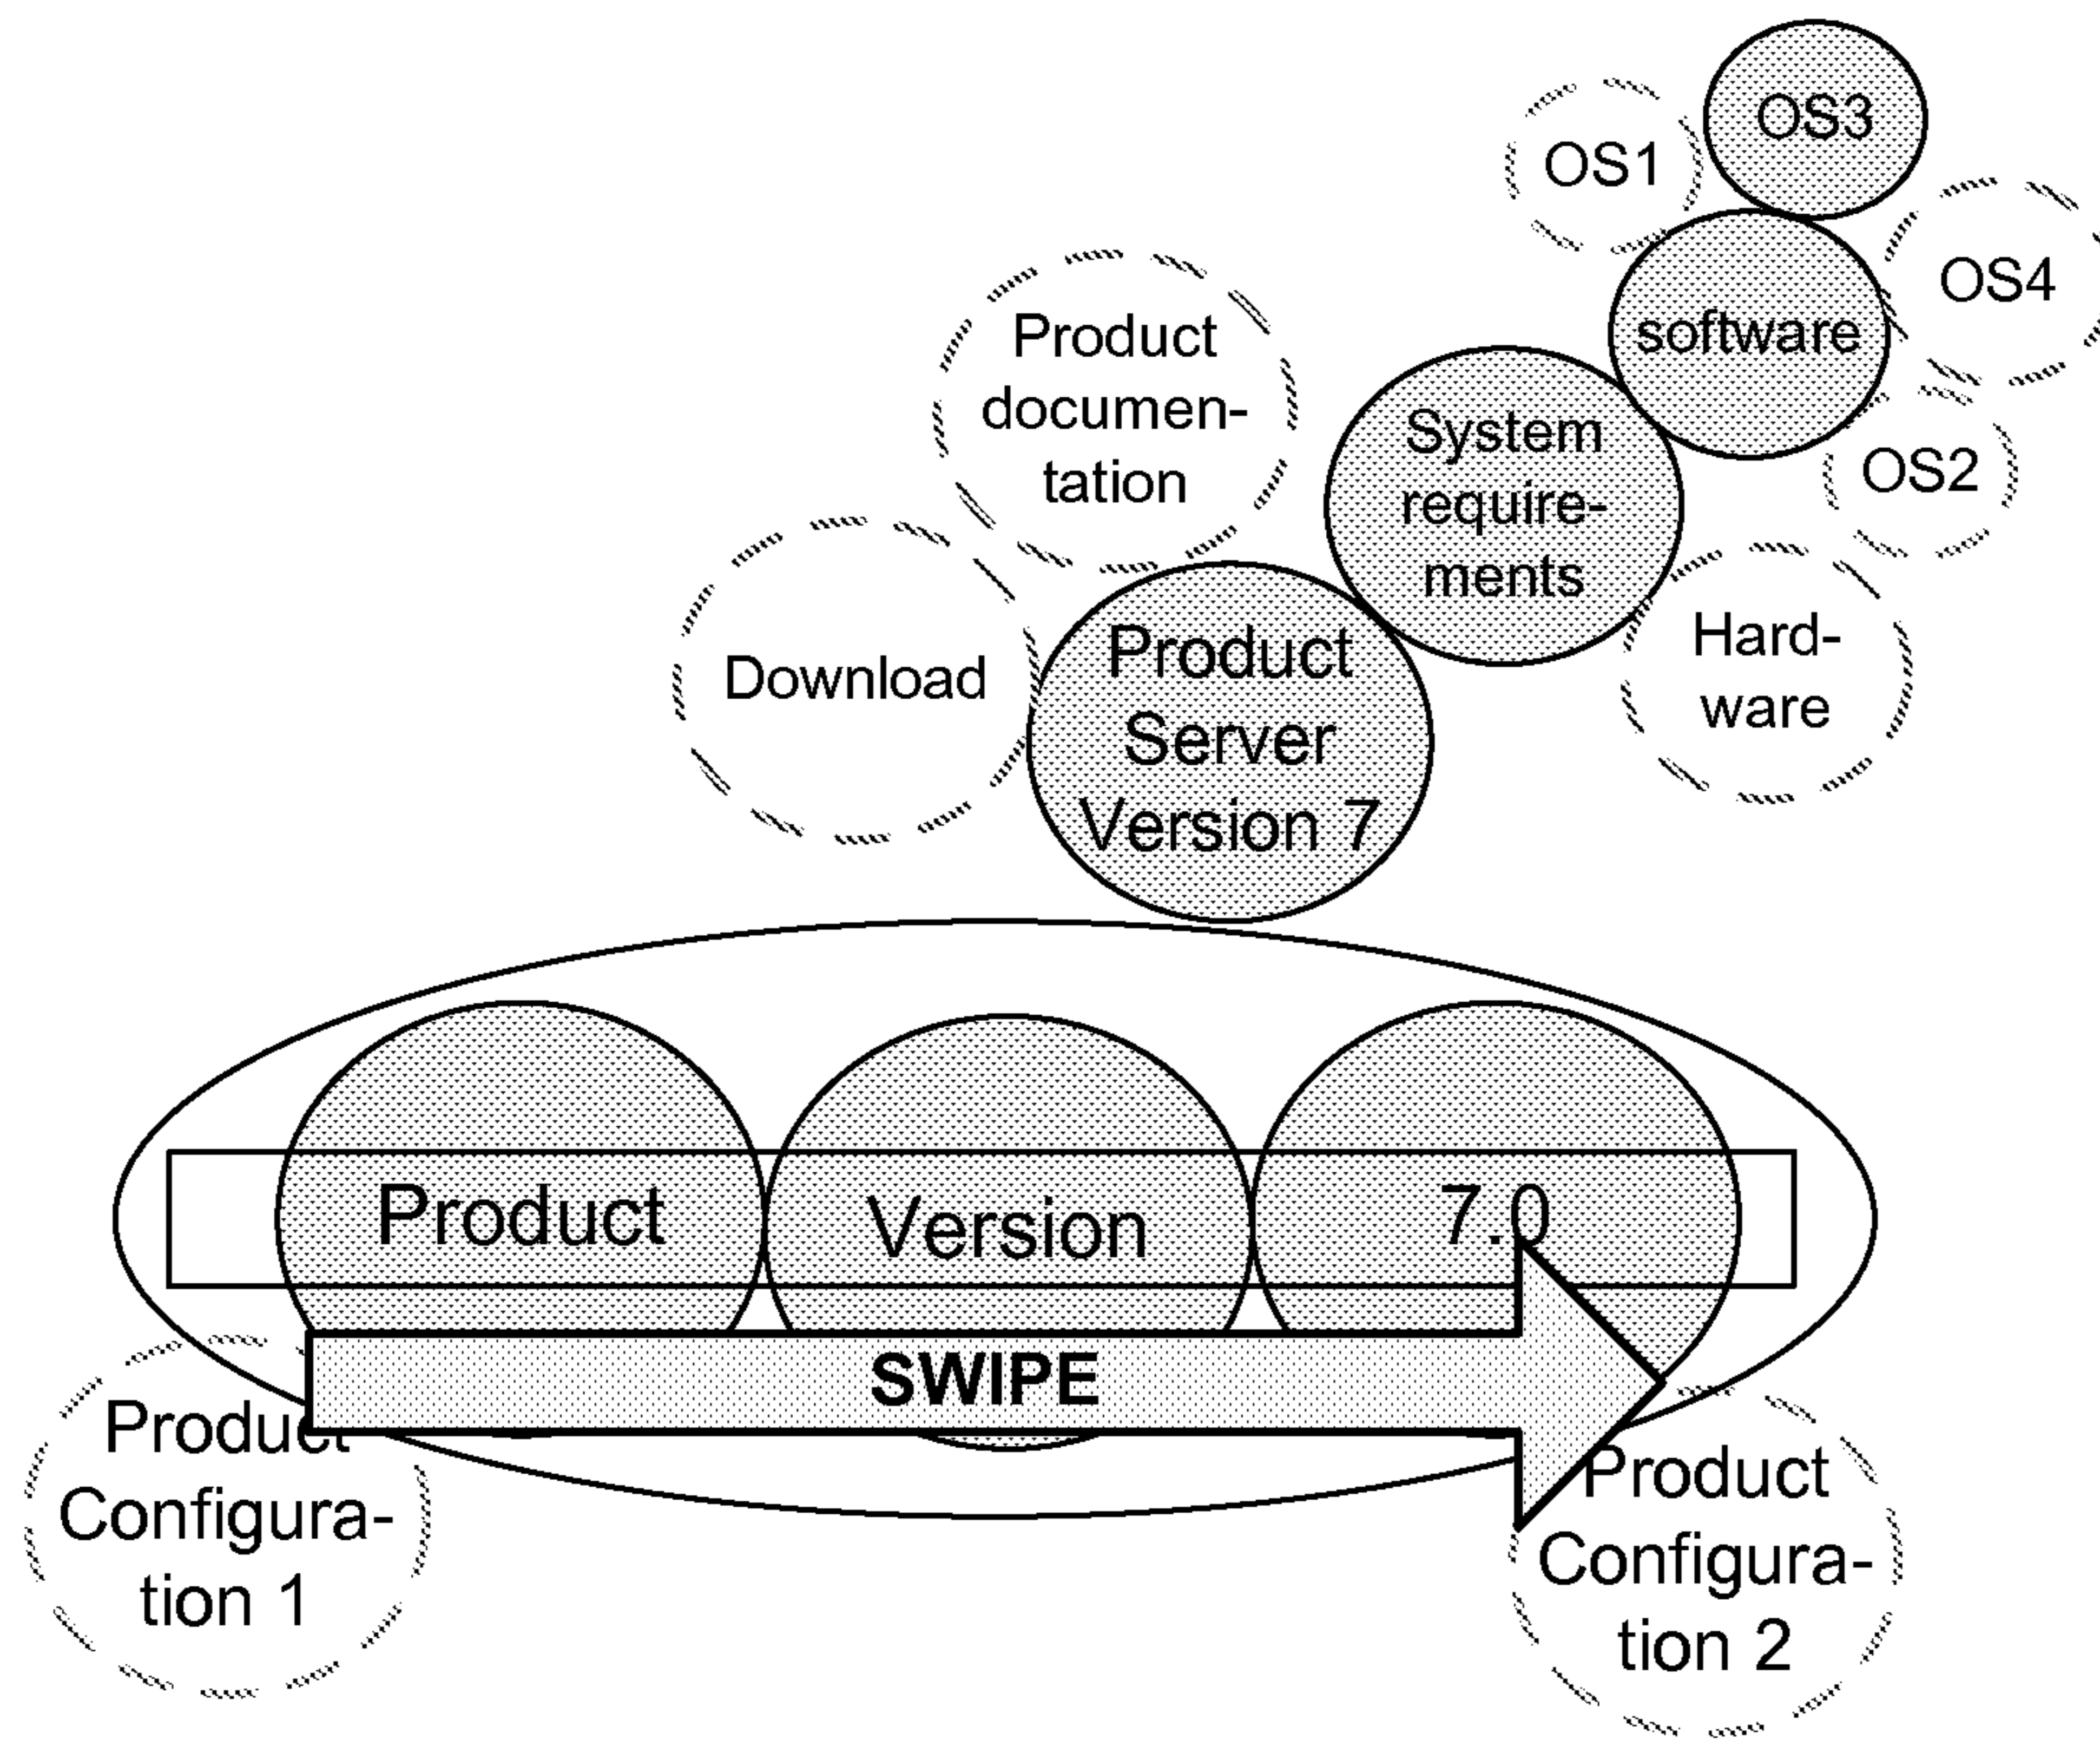 OS3
OS1
OS4
software
OS2
Product
documen-
tation
System
require-
ments
Hard-
ware
Download
Product
Server
Version 7
Product
Version
7.0
SWIPE
Product
Configura-
tion 1
Product
Configura-
tion 2